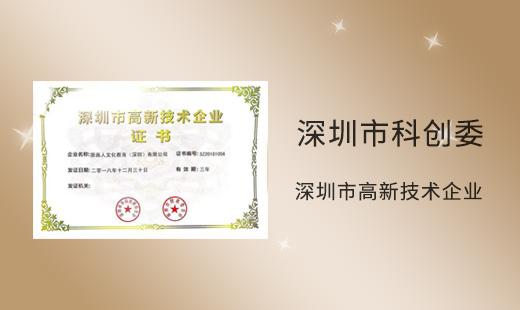 深圳市高新技术企业
证书
企业名称:
文化教育(深圳)有限公司
证书编号:
发证日期:二零一八年十二月三十日
有效期:三年
发证机关:
深圳市科创委
深圳市高新技术企业